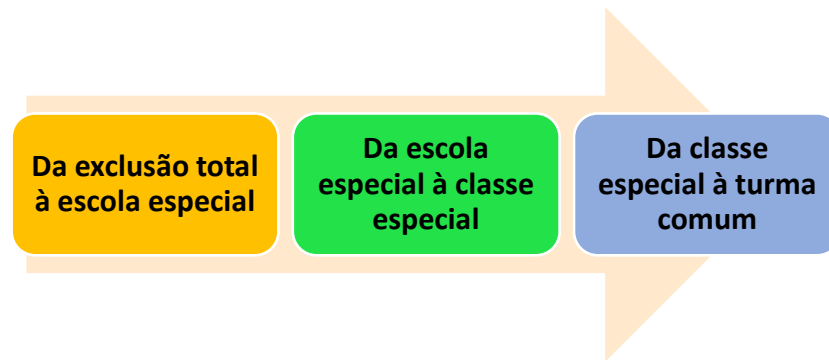 Da exclusão total
à escola especial
Da escola
especial à classe
especial
Da classe
especial à turma
comum